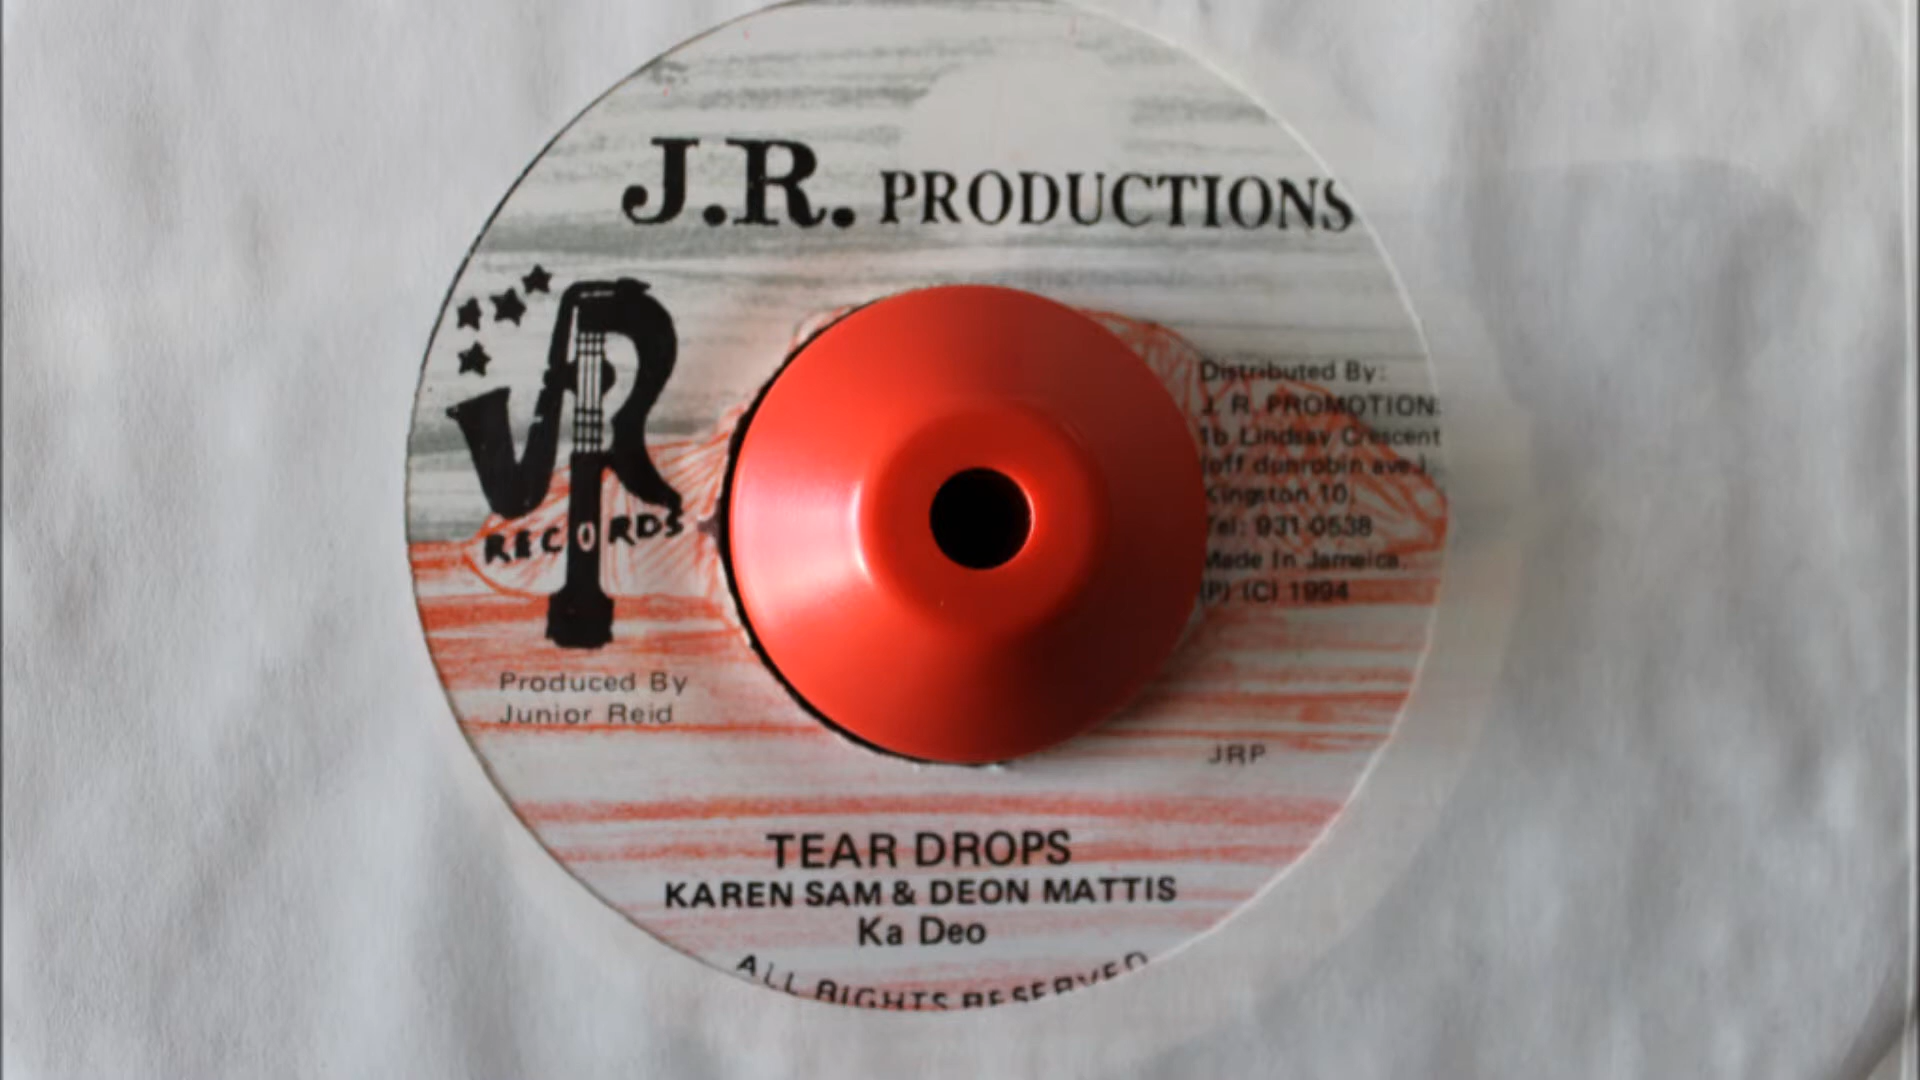 J.R. PRODUCTIONS
JR
RECORDS
Distributed By:
J. R. PROMOTION
1b Lindsay Crescent
(off dunrobin ave.)
Kingston 10.
Tel: 931-0538
Made In Jamaica.
(P) (C) 1994
Produced By
Junior Reid
JRP
TEAR DROPS
KAREN SAM & DEON MATTIS
Ka Deo
ALL RIGHTS RESERVED